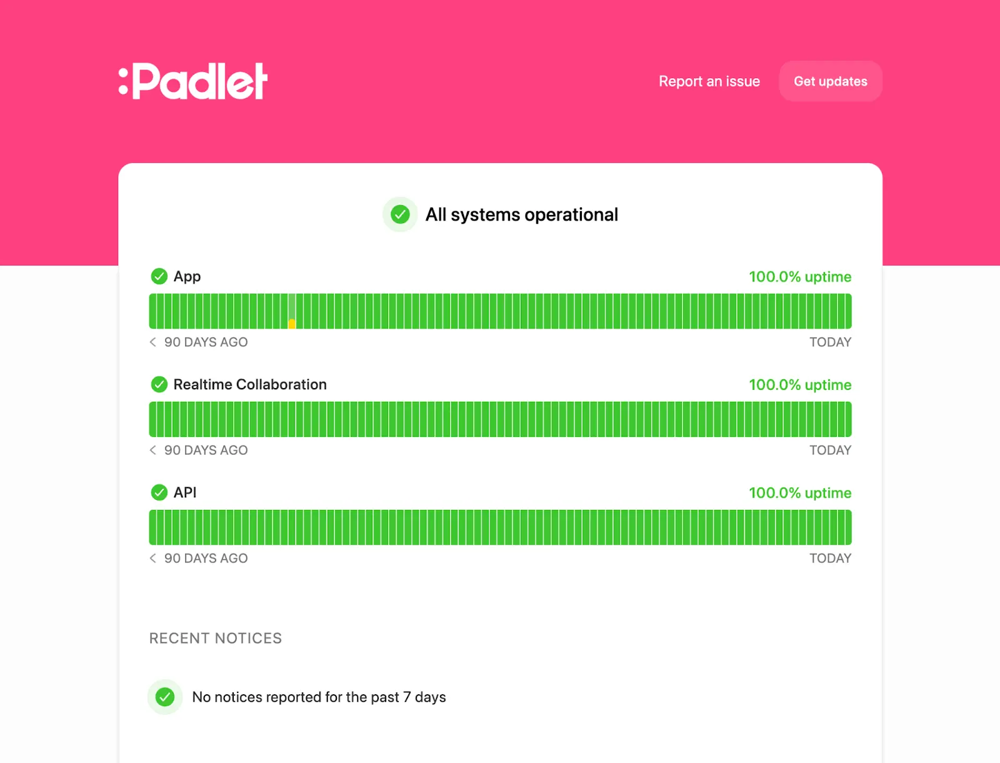 :Padlet
Report an issue
Get updates
All systems operational
App
100.0% uptime
< 90 DAYS AGO
TODAY
Realtime Collaboration
100.0% uptime
< 90 DAYS AGO
TODAY
API
100.0% uptime
< 90 DAYS AGO
TODAY
RECENT NOTICES
No notices reported for the past 7 days